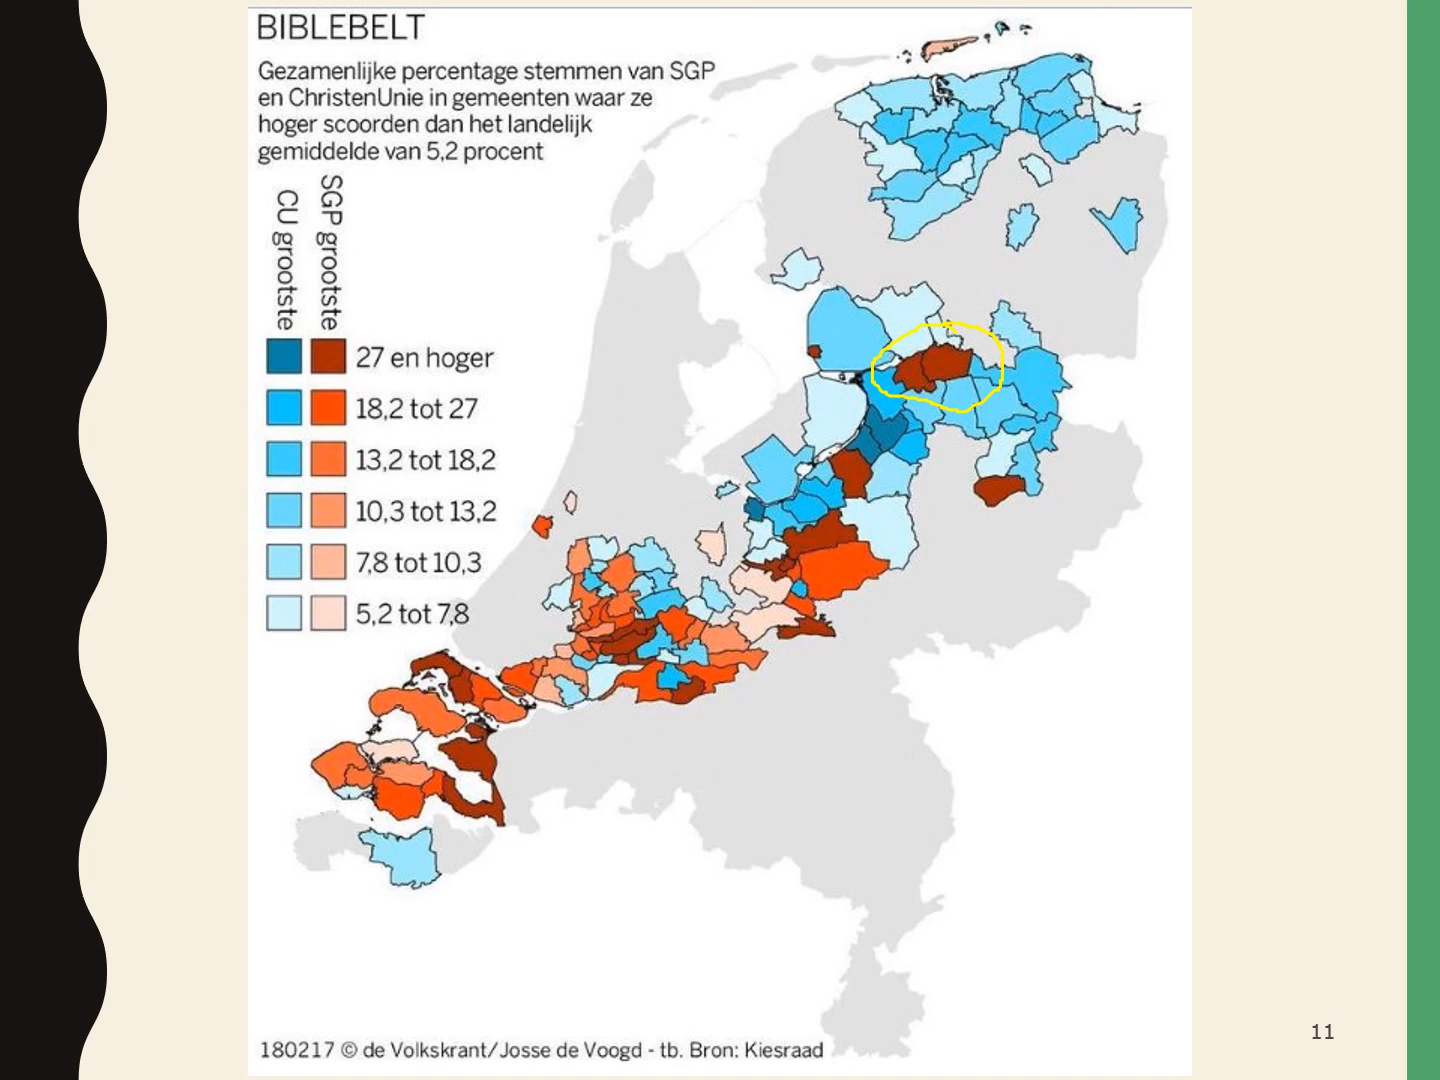 BIBLEBELT
Gezamenlijke percentage stemmen van SGP
en ChristenUnie in gemeenten waar ze
hoger scoorden dan het landelijk
gemiddelde van 5,2 procent
CU grootste
SGP grootste
27 en hoger
18,2 tot 27
13,2 tot 18,2
10,3 tot 13,2
7,8 tot 10,3
5,2 tot 7,8
180217 © de Volkskrant/Josse de Voogd - tb. Bron: Kiesraad
11